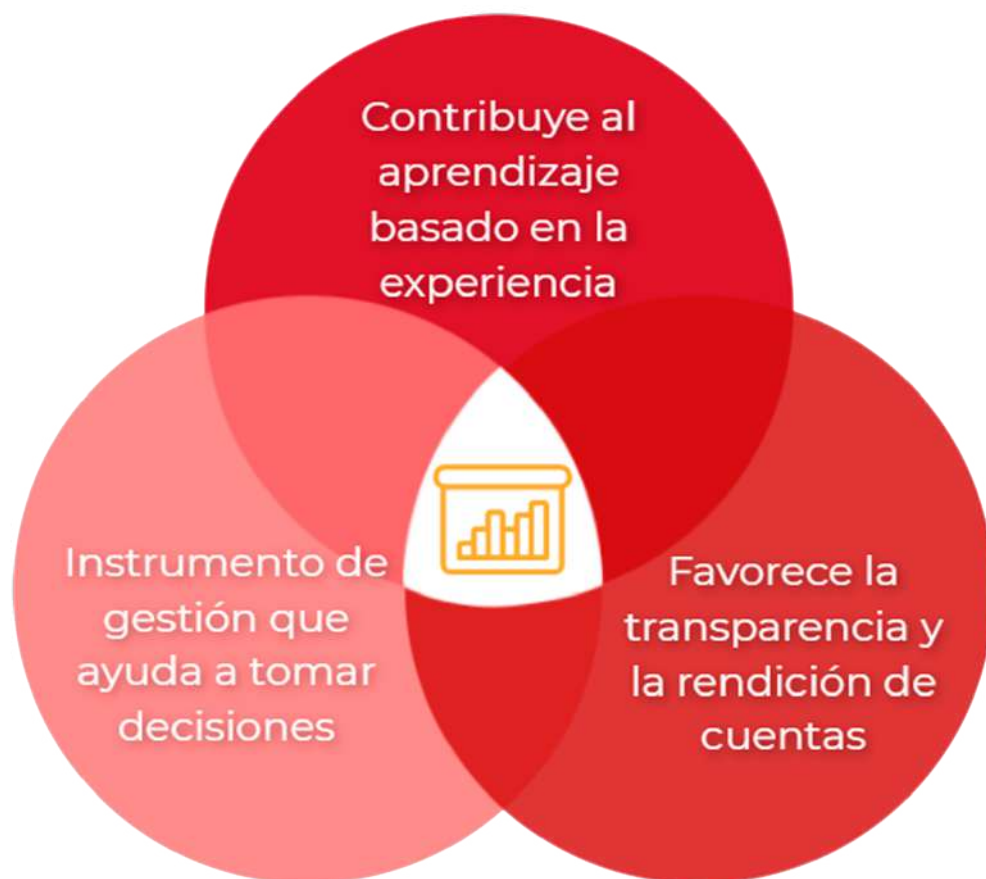 Contribuye al
aprendizaje
basado en la
experiencia
Instrumento de
gestión que
ayuda a tomar
decisiones
Favorece la
transparencia y
la rendición de
cuentas